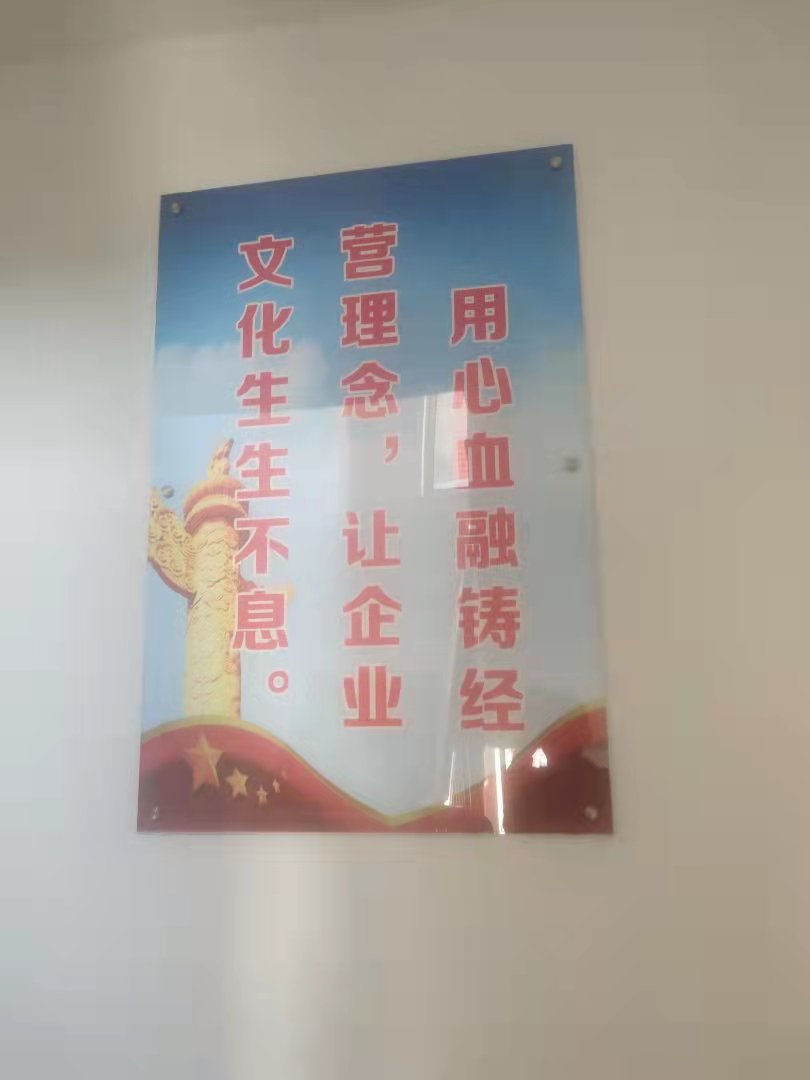 用心血融铸经
营理念，让企业
文化生生不息。